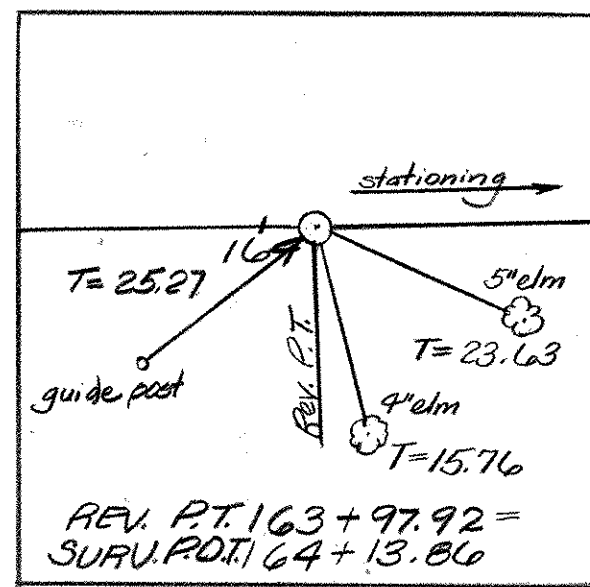 stationing
164
T= 25.27
5"elm
T= 23.63
guide post
Rev. P.T.
4"elm
T=15.76
REV. P.T. 163 + 97.92 =
SURV. P.O.T. 164 + 13.86